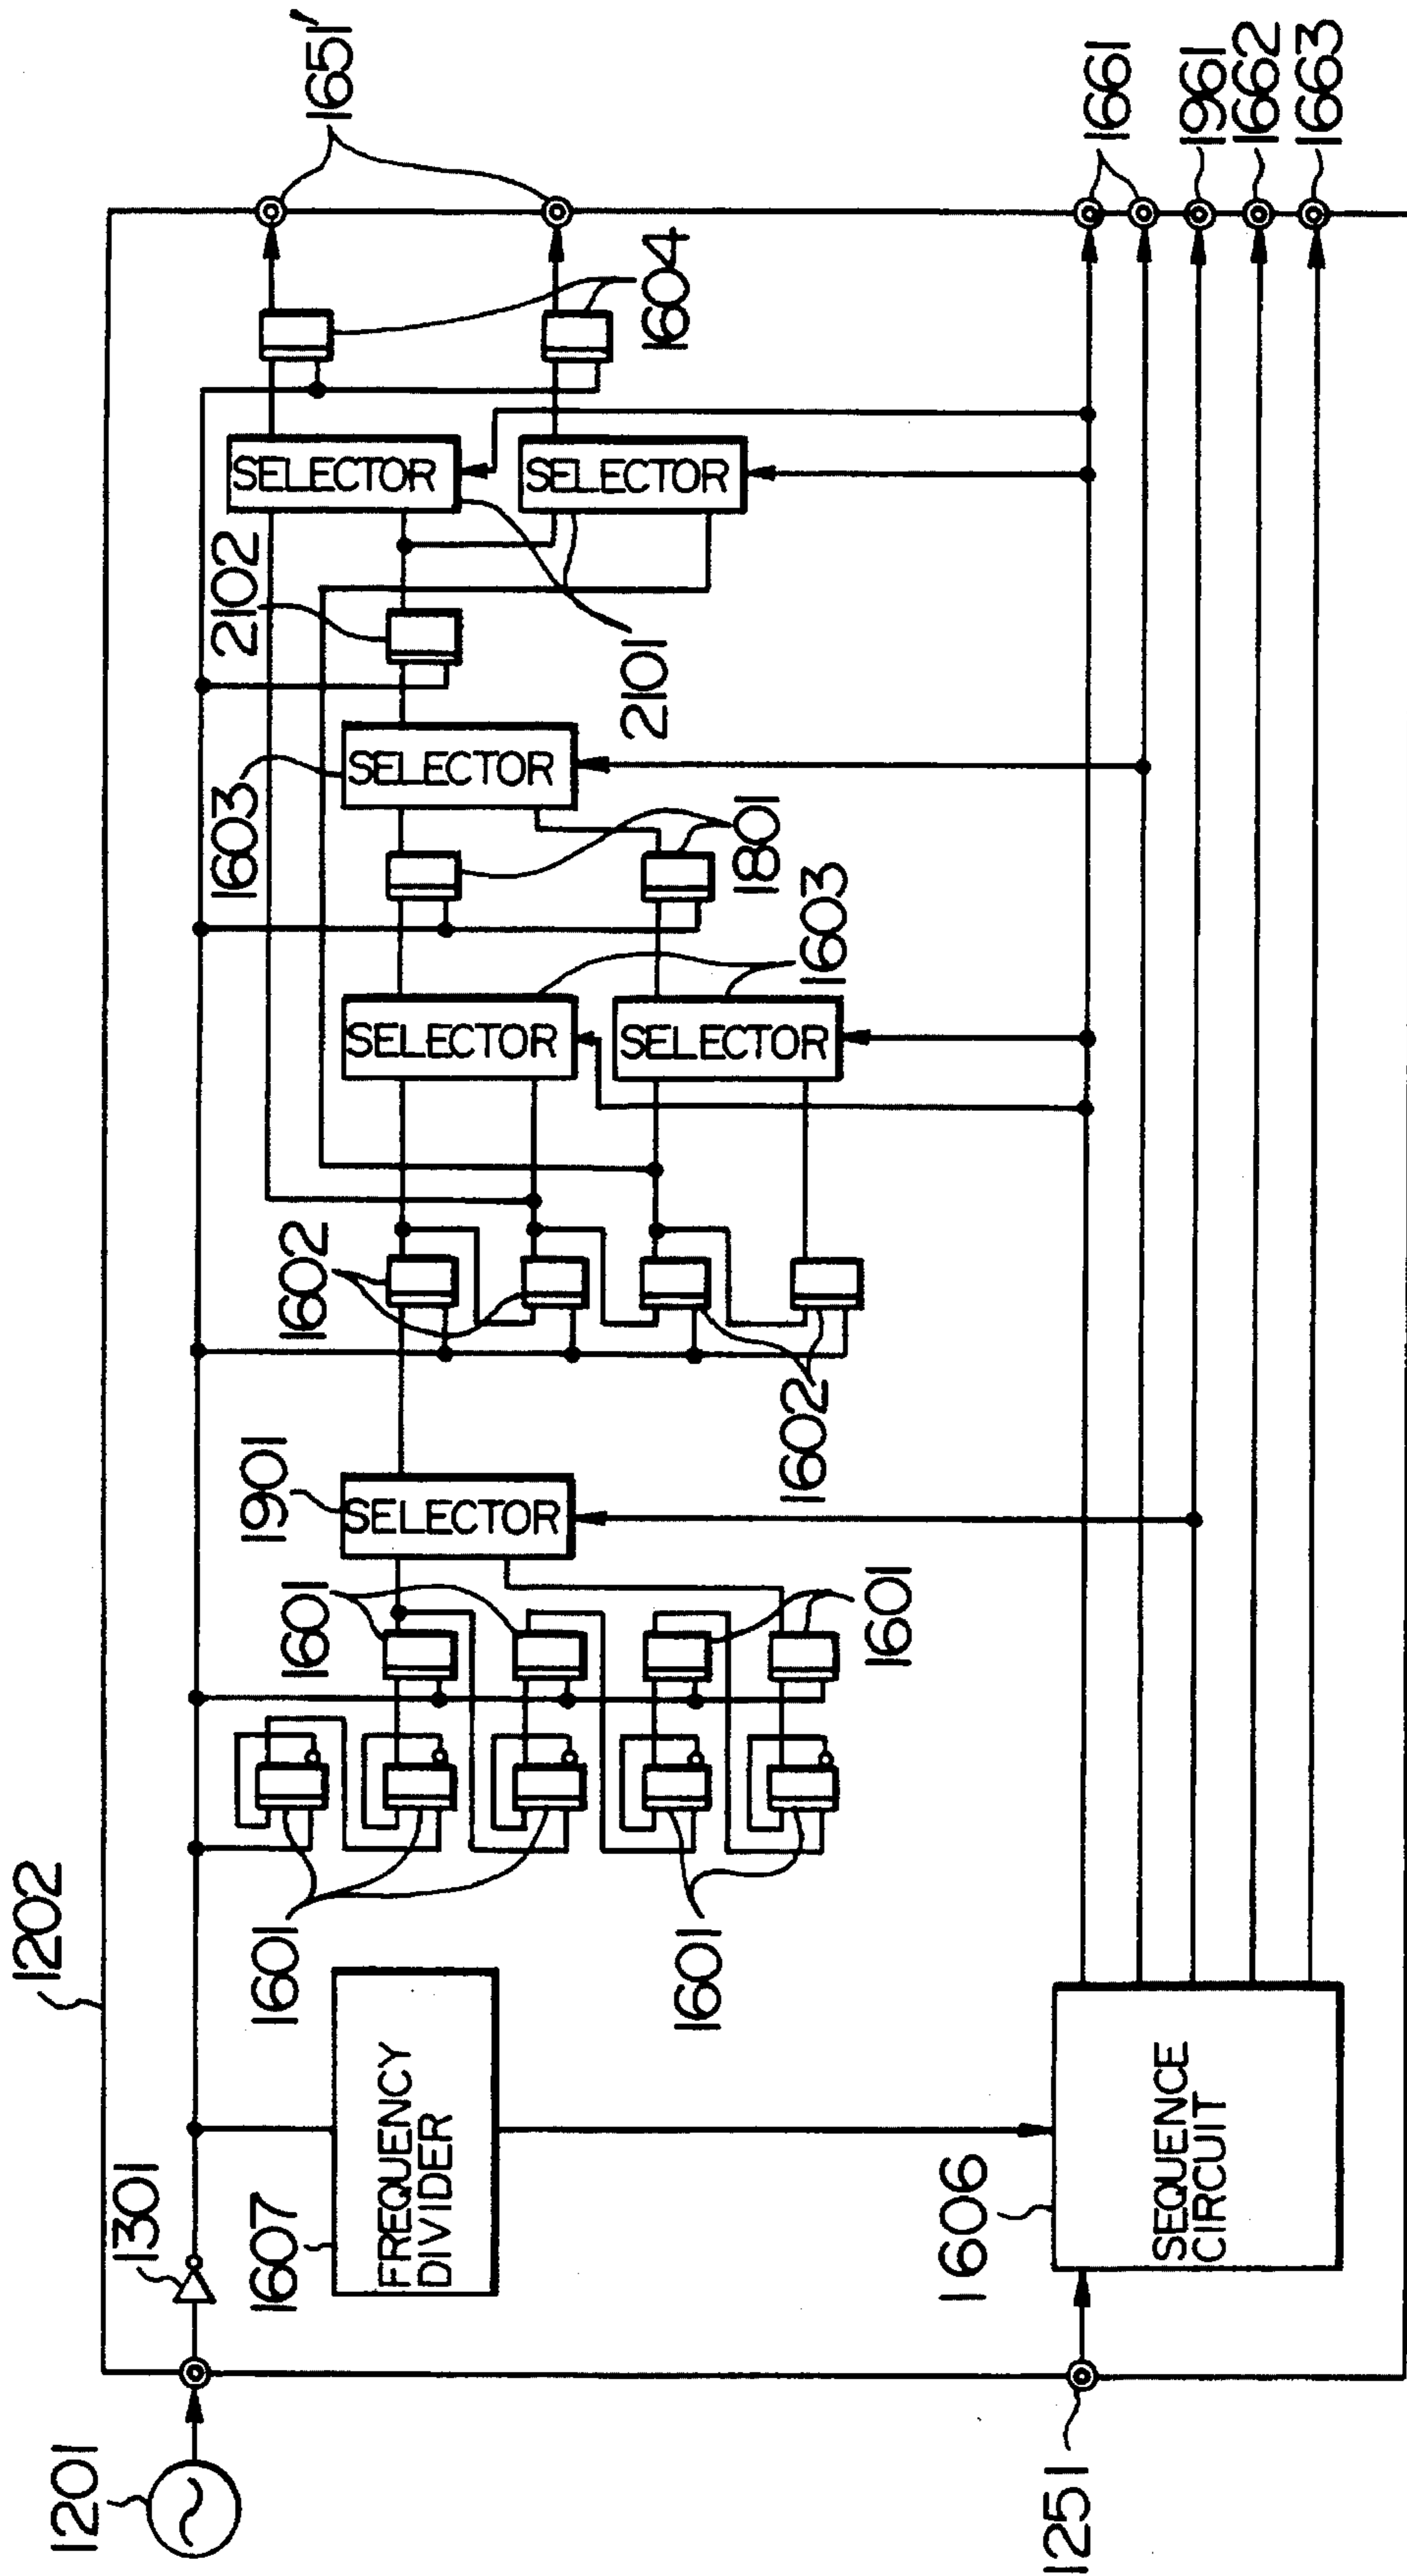 1202
1201
1301
1651'
1607
1601
1601
1901
1602
1603
2102
SELECTOR
1604
FREQUENCY
DIVIDER
SELECTOR
SELECTOR
SELECTOR
SELECTOR
2101
SELECTOR
1801
1601
1601
1602
1603
1606
1251
SEQUENCE
CIRCUIT
1661
1961
1662
1663